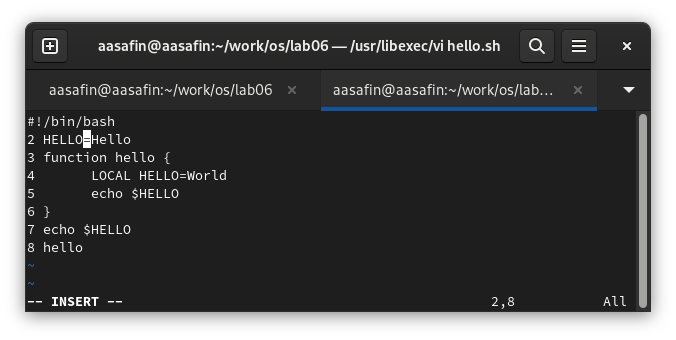 aasafin@aasafin:~/work/os/lab06 — /usr/libexec/vi hello.sh
aasafin@aasafin:~/work/os/lab06
aasafin@aasafin:~/work/os/lab…
#!/bin/bash
2 HELLO=Hello
3 function hello {
4       LOCAL HELLO=World
5       echo $HELLO
6 }
7 echo $HELLO
8 hello
~
~
-- INSERT -- 2,8 All